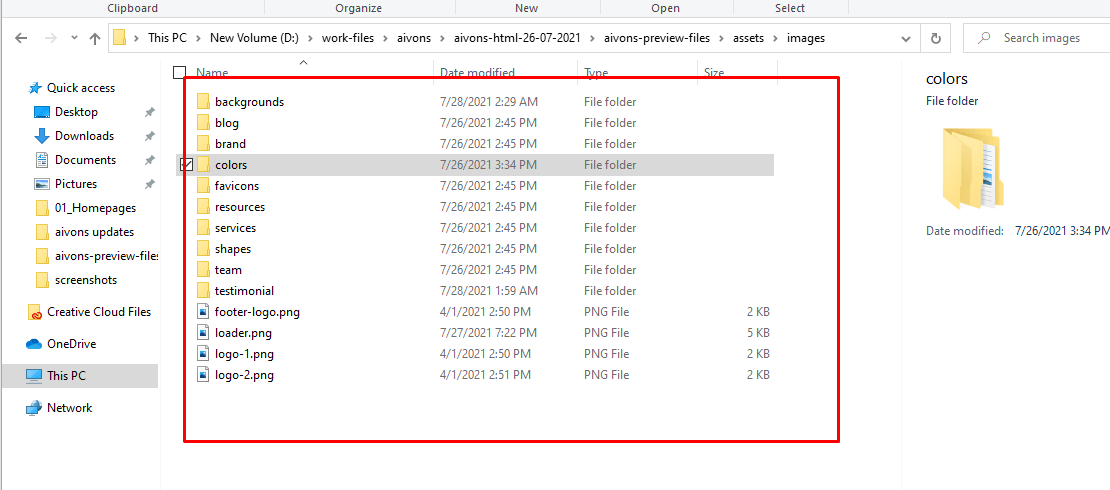 Clipboard Organize New Open Select
This PC New Volume (D:) work-files aivons aivons-html-26-07-2021 aivons-preview-files assets images Search images
Name Date modified Type Size
Quick access
Desktop
Downloads
Documents
Pictures
01_Homepages
aivons updates
aivons-preview-files
screenshots
Creative Cloud Files
OneDrive
This PC
Network
backgrounds 7/28/2021 2:29 AM File folder
blog 7/26/2021 2:45 PM File folder
brand 7/26/2021 2:45 PM File folder
colors 7/26/2021 3:34 PM File folder
favicons 7/26/2021 2:45 PM File folder
resources 7/26/2021 2:45 PM File folder
services 7/26/2021 2:45 PM File folder
shapes 7/26/2021 2:45 PM File folder
team 7/26/2021 2:45 PM File folder
testimonial 7/28/2021 1:59 AM File folder
footer-logo.png 4/1/2021 2:50 PM PNG File 2 KB
loader.png 7/27/2021 7:22 PM PNG File 5 KB
logo-1.png 4/1/2021 2:50 PM PNG File 2 KB
logo-2.png 4/1/2021 2:51 PM PNG File 2 KB
colors
File folder
Date modified: 7/26/2021 3:34 PM